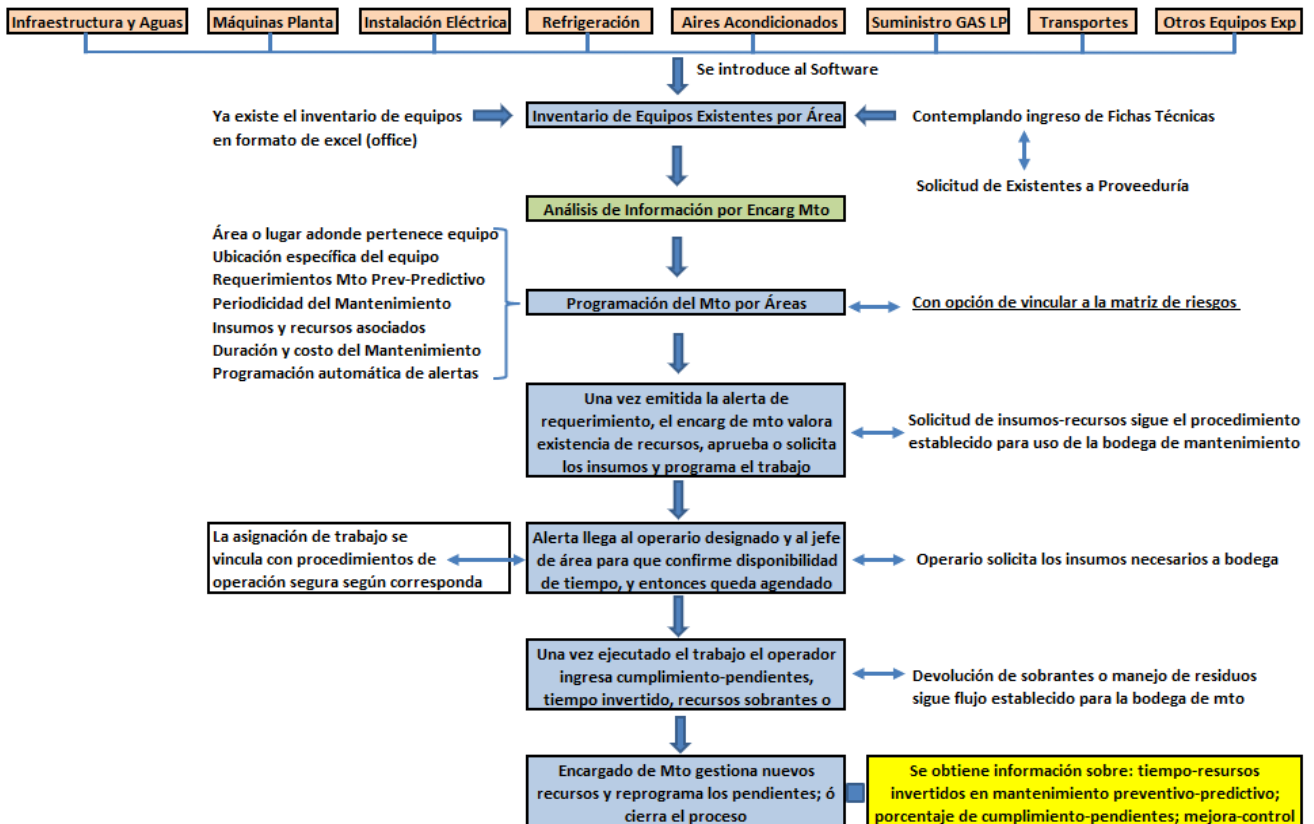 Infraestructura y Aguas
Máquinas Planta
Instalación Eléctrica
Refrigeración
Aires Acondicionados
Suministro GAS LP
Transportes
Otros Equipos Exp
Se introduce al Software
Ya existe el inventario de equipos
en formato de excel (office)
Inventario de Equipos Existentes por Área
Contemplando ingreso de Fichas Técnicas
Solicitud de Existentes a Proveeduría
Análisis de Información por Encarg Mto
Área o lugar adonde pertenece equipo
Ubicación específica del equipo
Requerimientos Mto Prev-Predictivo
Periodicidad del Mantenimiento
Insumos y recursos asociados
Duración y costo del Mantenimiento
Programación automática de alertas
Programación del Mto por Áreas
Con opción de vincular a la matriz de riesgos
Una vez emitida la alerta de
requerimiento, el encarg de mto valora
existencia de recursos, aprueba o solicita
los insumos y programa el trabajo
Solicitud de insumos-recursos sigue el procedimiento
establecido para uso de la bodega de mantenimiento
La asignación de trabajo se
vincula con procedimientos de
operación segura según corresponda
Alerta llega al operario designado y al jefe
de área para que confirme disponibilidad
de tiempo, y entonces queda agendado
Operario solicita los insumos necesarios a bodega
Una vez ejecutado el trabajo el operador
ingresa cumplimiento-pendientes,
tiempo invertido, recursos sobrantes o
Devolución de sobrantes o manejo de residuos
sigue flujo establecido para la bodega de mto
Encargado de Mto gestiona nuevos
recursos y reprograma los pendientes; ó
cierra el proceso
Se obtiene información sobre: tiempo-resursos
invertidos en mantenimiento preventivo-predictivo;
porcentaje de cumplimiento-pendientes; mejora-control